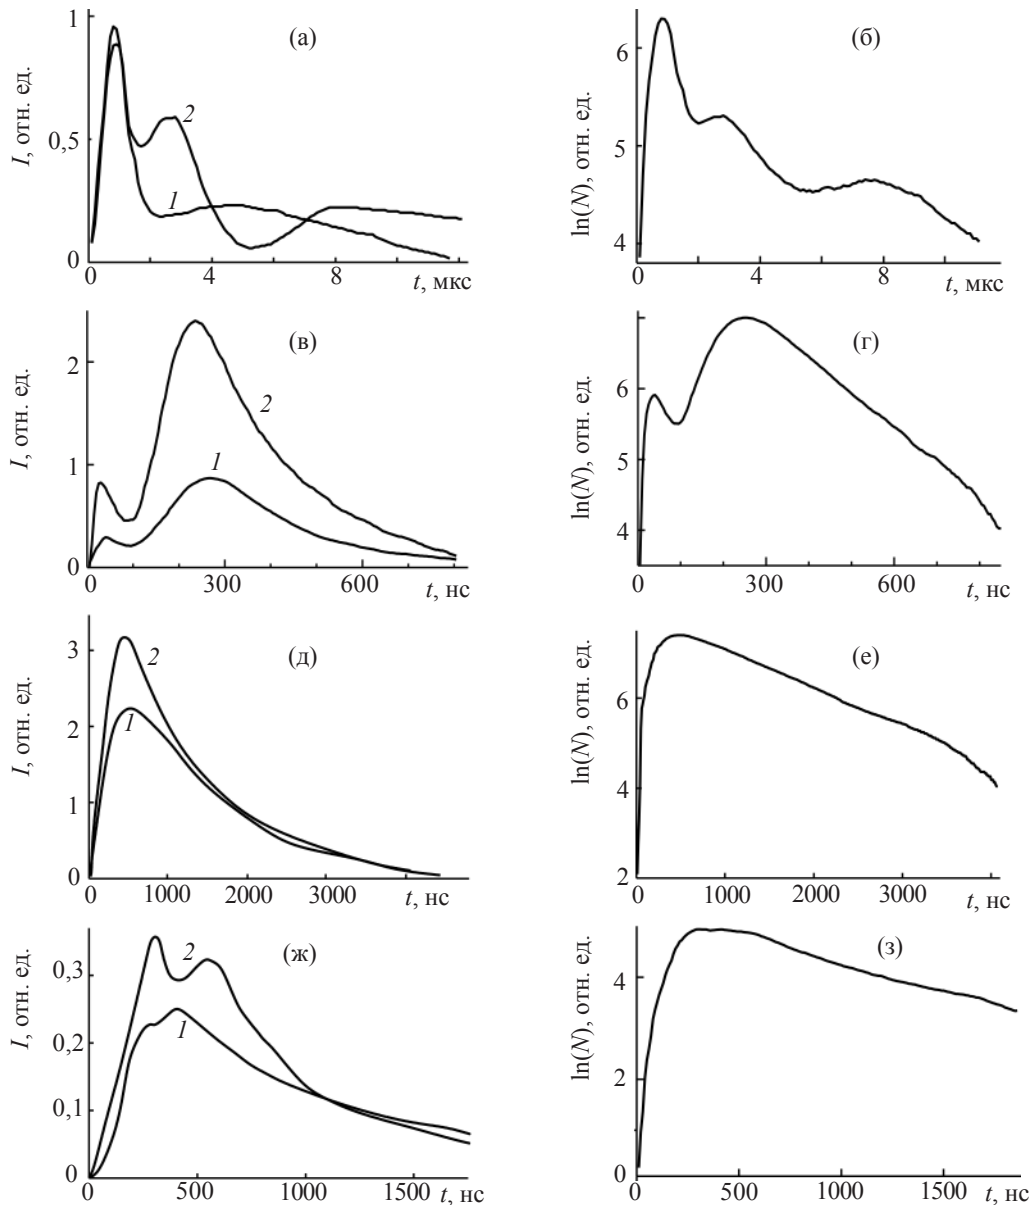 (а)
I, отн. ед.
1
0,5
0
2
1
0 4 8
t, мкс
(б)
ln(N), отн. ед.
6
5
4
0 4 8
t, мкс
(в)
I, отн. ед.
2
1
0
2
1
0 300 600
t, нс
(г)
ln(N), отн. ед.
6
5
4
300 600
t, нс
(д)
I, отн. ед.
3
2
1
0
2
1
0 1000 2000 3000
t, нс
(е)
ln(N), отн. ед.
6
4
2
0 1000 2000 3000
t, нс
(ж)
I, отн. ед.
0,3
0,2
0,1
0
2
1
0 500 1000 1500
t, нс
(з)
ln(N), отн. ед.
4
2
0
0 500 1000 1500
t, нс